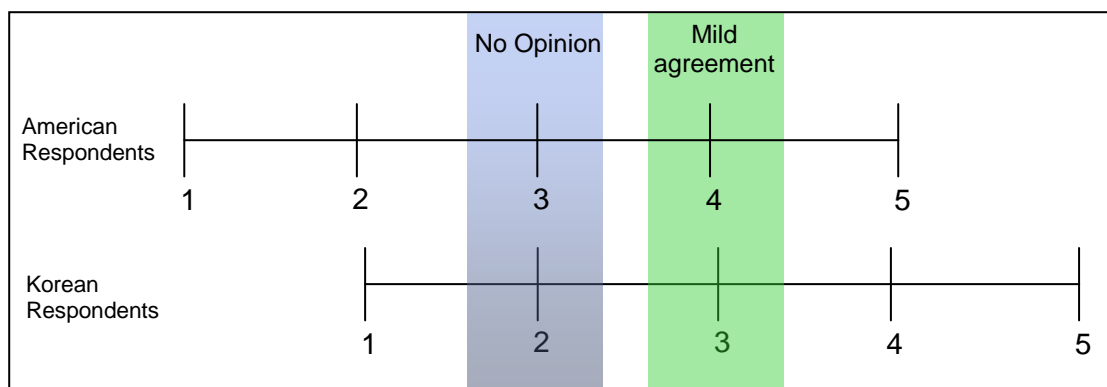 No Opinion
Mild
agreement
American
Respondents
1 2 3 4 5
Korean
Respondents
1 2 3 4 5